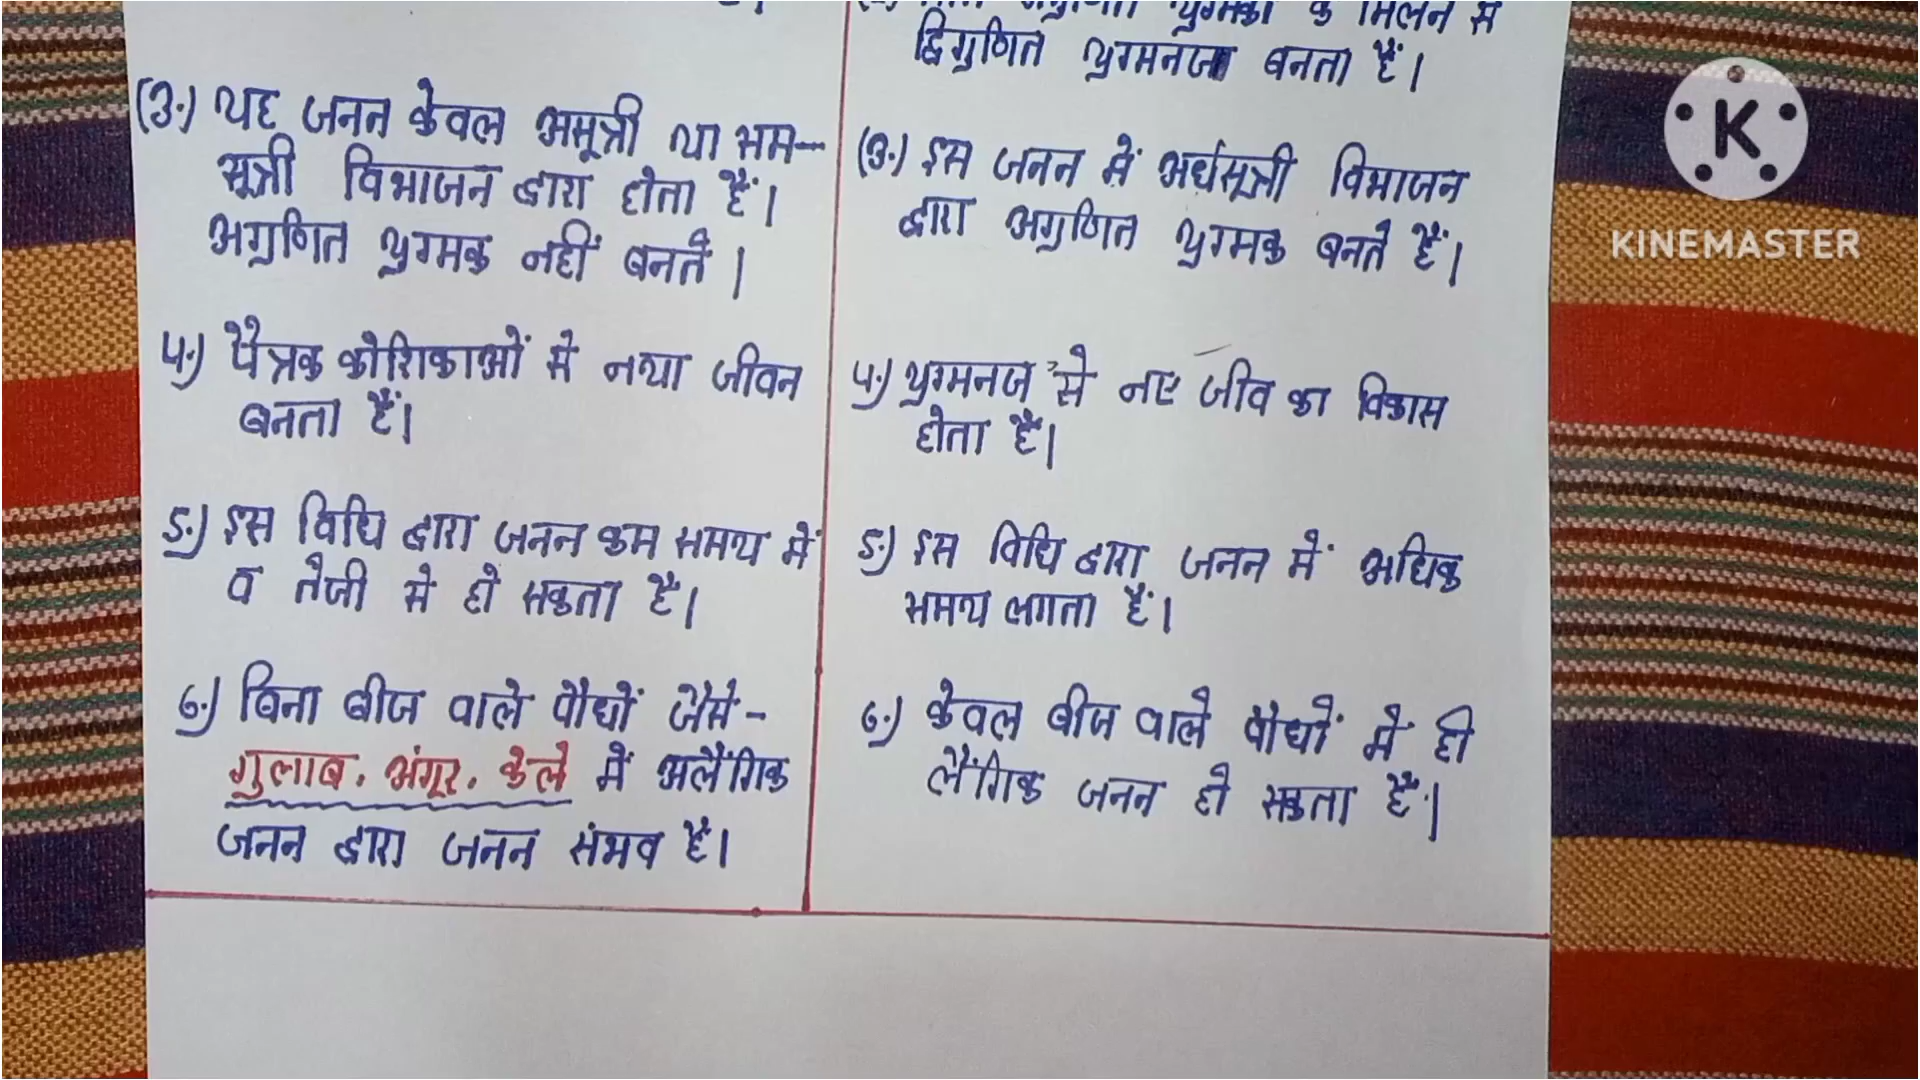 युग्मकों के मिलन से
द्विगुणित युग्मनज बनता हैं।
(3.) यह जनन केवल असूत्री या सम-
सूत्री विभाजन द्वारा होता हैं।
अगुणित युग्मक नहीं बनते।
4.) पैत्रक कोशिकाओं से नया जीवन
बनता हैं।
5.) इस विधि द्वारा जनन कम समय में
व तेजी से हो सकता है।
6.) बिना बीज वाले पौधों जैसे-
गुलाब, अंगूर, केले में अलैंगिक
जनन द्वारा जनन संभव है।
(3.) इस जनन में अर्धसूत्री विभाजन
द्वारा अगुणित युग्मक बनते हैं।
4.) युग्मनज से नए जीव का विकास
होता है।
5.) इस विधि द्वारा जनन में अधिक
समय लगता हैं।
6.) केवल बीज वाले पौधों में ही
लैंगिक जनन हो सकता है।
K
KINEMASTER